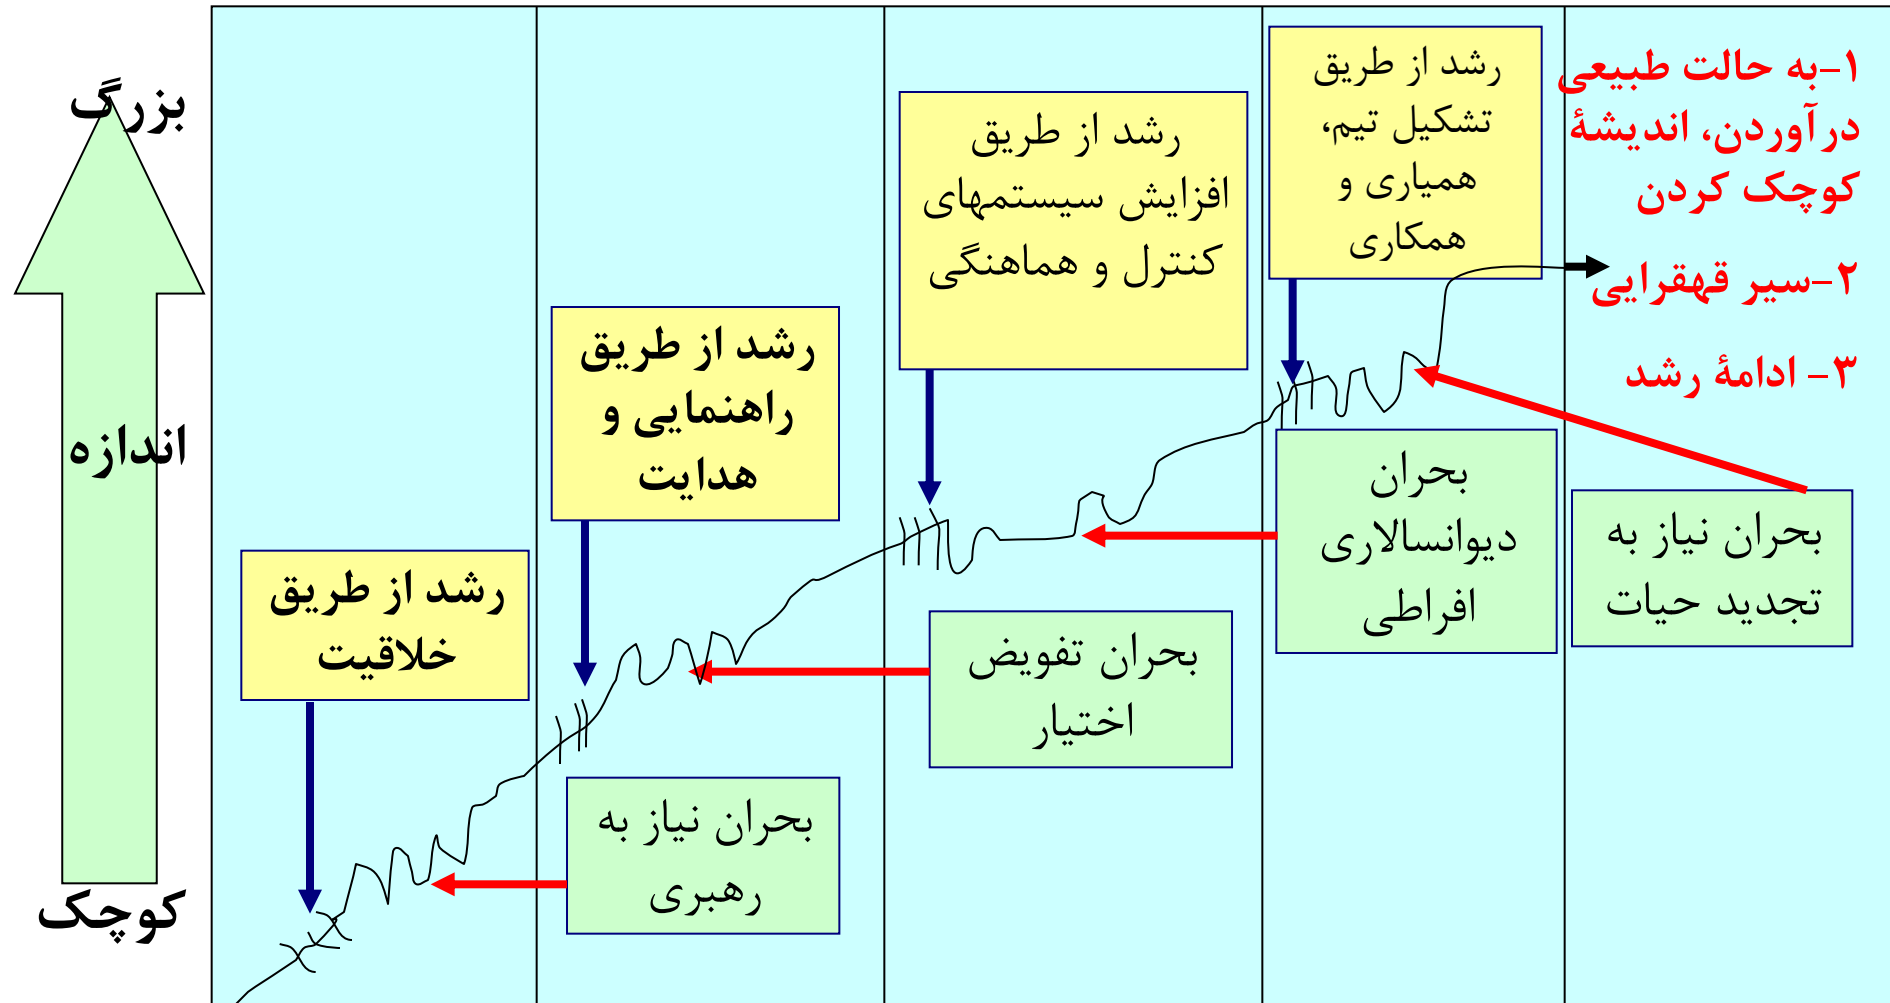 بزرگ
اندازه
کوچک
رشد از طریق
خلاقیت
بحران نیاز به
رهبری
رشد از طریق
راهنمایی و
هدایت
بحران تفویض
اختیار
رشد از طریق
افزایش سیستمهای
کنترل و هماهنگی
بحران
دیوانسالاری
افراطی
رشد از طریق
تشکیل تیم،
همیاری و
همکاری
بحران نیاز به
تجدید حیات
۱-به حالت طبیعی
درآوردن، اندیشۀ
کوچک کردن
۲-سیر قهقرایی
۳- ادامۀ رشد